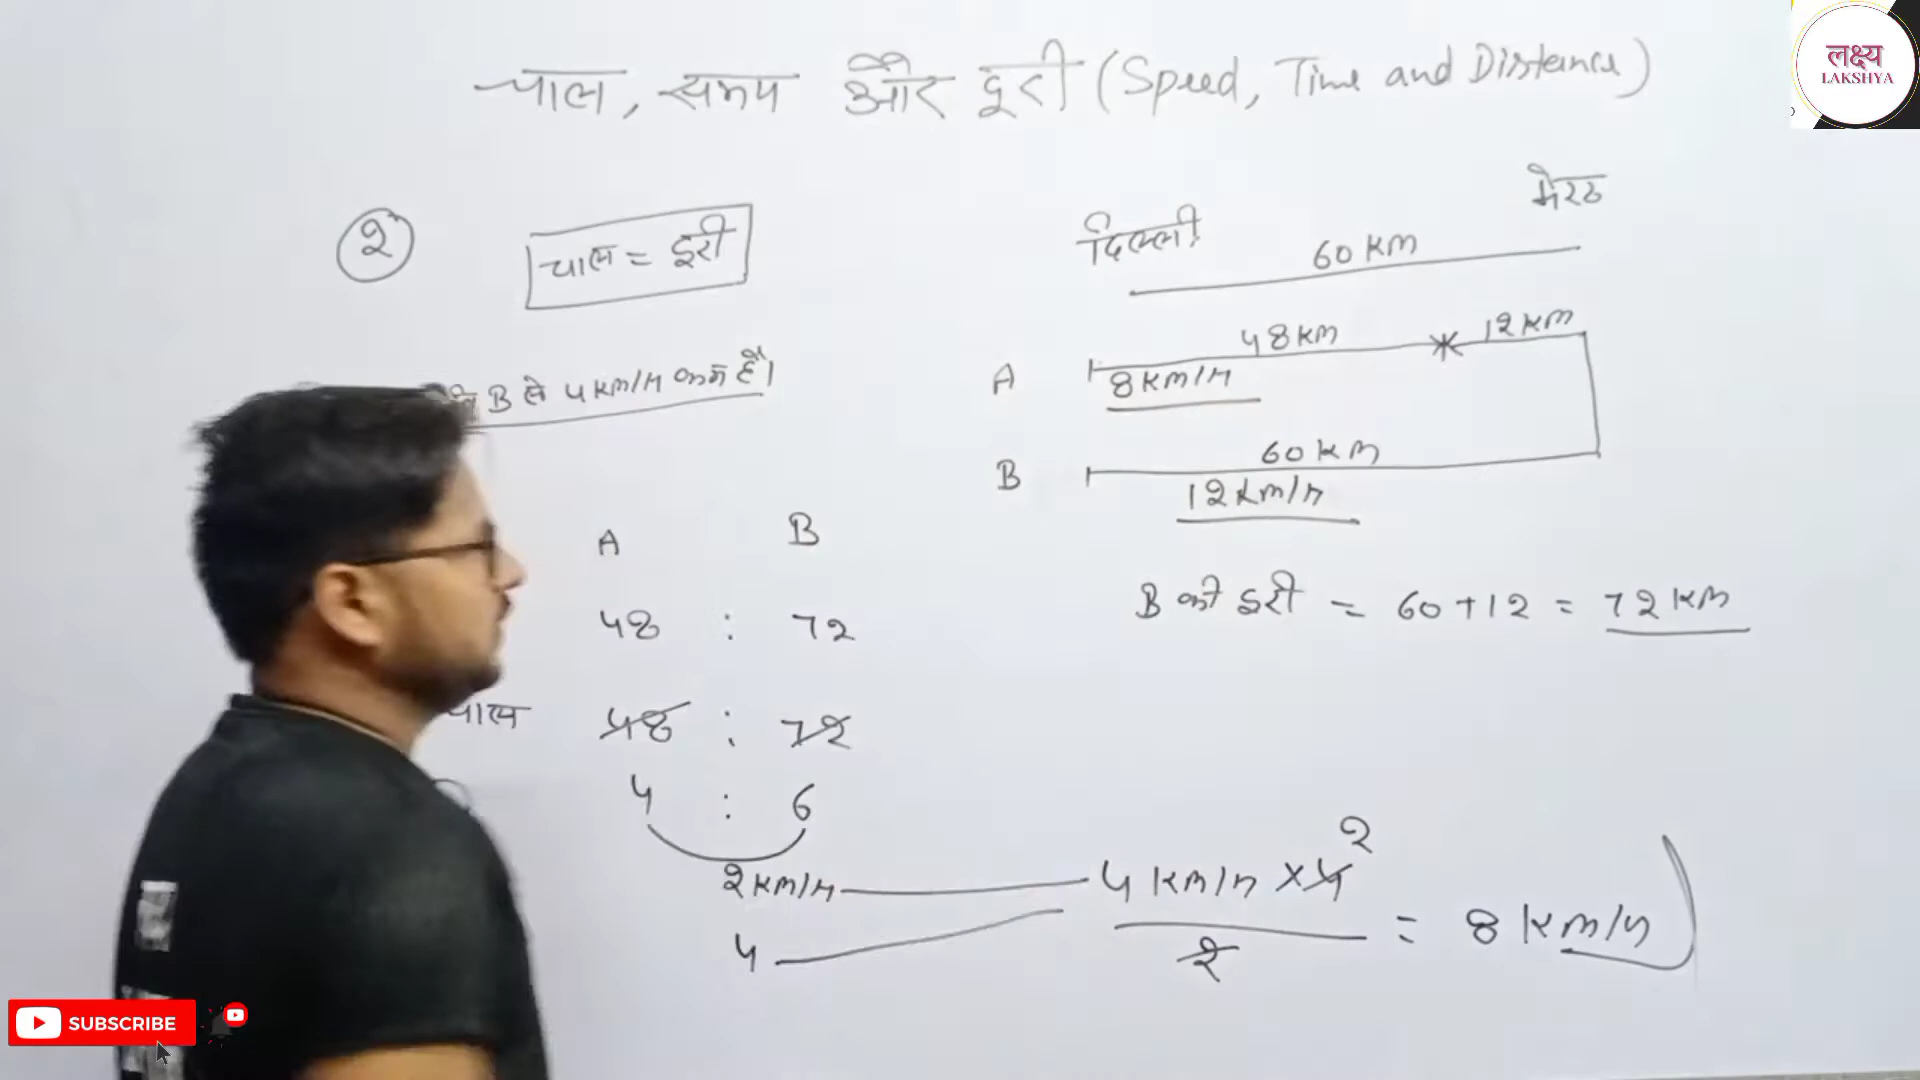 चाल, समय और दूरी (Speed, Time and Distance)
लक्ष्य
LAKSHYA
२
चाल = दूरी
दिल्ली
मेरठ
60 KM
B से 4 KM/H कम है।
A
48 KM
12 KM
8 KM/H
B
60 KM
12 KM/H
B की दूरी = 60 + 12 = 72 KM
A B
48 : 72
चाल 48 : 72
4 : 6
2 KM/H 4 KM/H × 4 2
4 2 = 8 KM/H
SUBSCRIBE